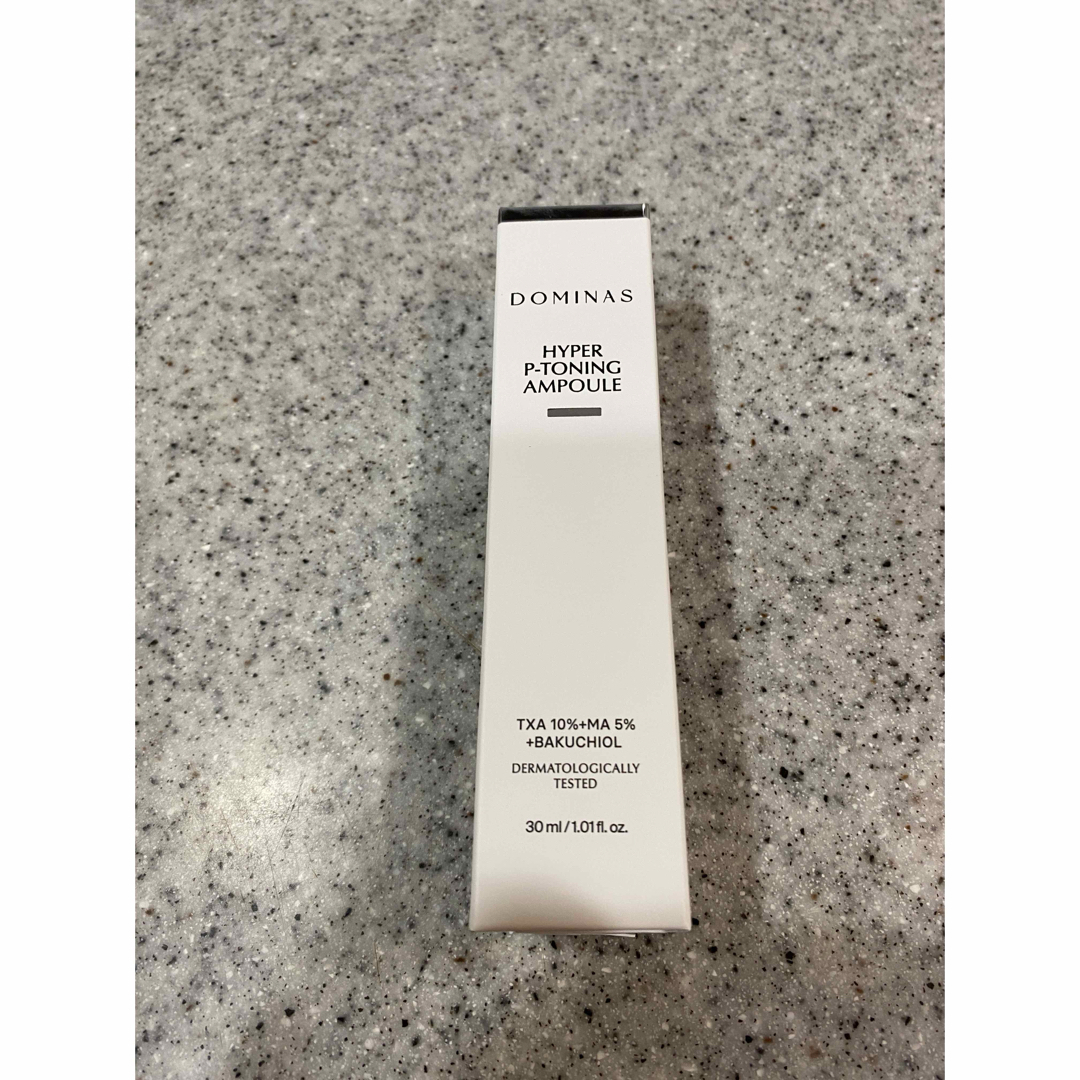 DOMINAS
HYPER
P-TONING
AMPOULE
TXA 10%+MA 5%
+BAKUCHIOL
DERMATOLOGICALLY
TESTED
30 ml / 1.01 fl. oz.